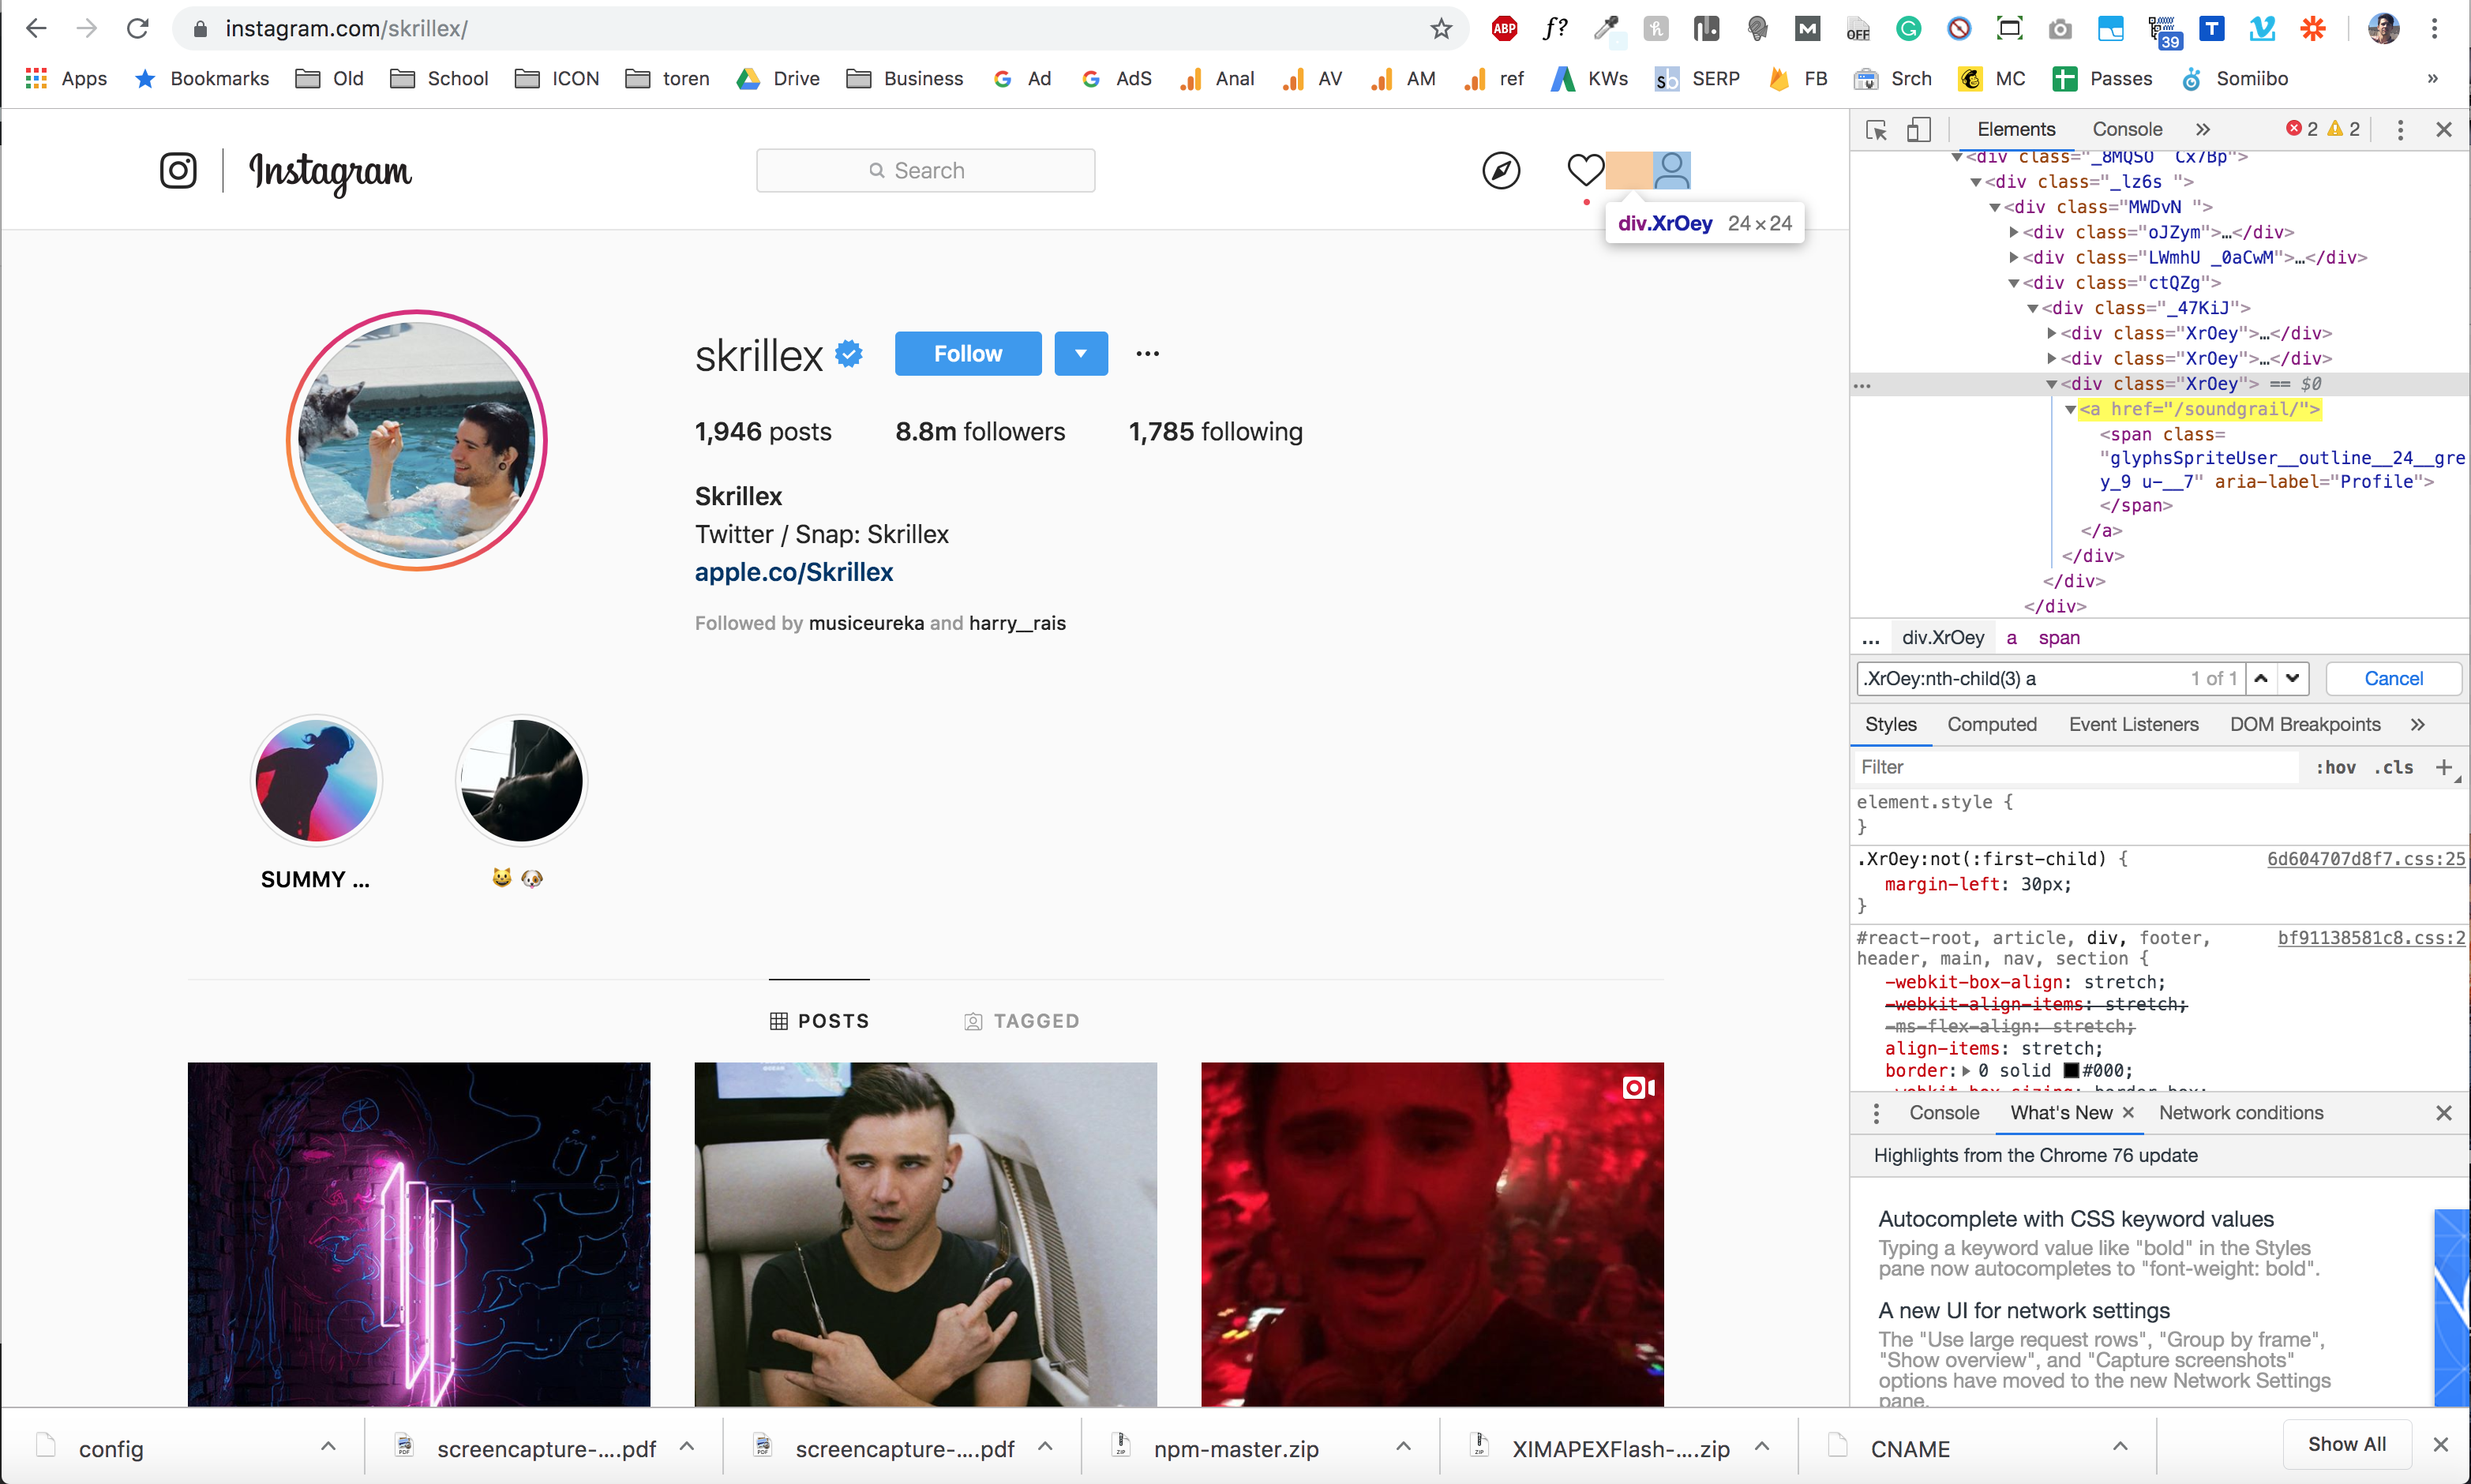 instagram.com/skrillex/
ABP f? M OFF G 39 T
Apps Bookmarks Old School ICON toren Drive Business Ad AdS Anal AV AM ref KWs sb SERP FB Srch MC Passes Somiibo »
Instagram
Search
div.XrOey 24 × 24
skrillex Follow
1,946 posts 8.8m followers 1,785 following
Skrillex
Twitter / Snap: Skrillex
apple.co/Skrillex
Followed by musiceureka and harry__rais
SUMMY ...
POSTS TAGGED
Elements Console » 2 2
<div class="_8MQSO Cx7Bp">
<div class="_lz6s ">
<div class="MWDvN ">
<div class="oJZym">…</div>
<div class="LWmhU _0aCwM">…</div>
<div class="ctQZg">
<div class="_47KiJ">
<div class="XrOey">…</div>
<div class="XrOey">…</div>
<div class="XrOey"> == $0
<a href="/soundgrail/">
<span class=
"glyphsSpriteUser__outline__24__gre
y_9 u-__7" aria-label="Profile">
</span>
</a>
</div>
</div>
</div>
... div.XrOey a span
.XrOey:nth-child(3) a 1 of 1 Cancel
Styles Computed Event Listeners DOM Breakpoints »
Filter :hov .cls +
element.style {
}
.XrOey:not(:first-child) { 6d604707d8f7.css:25
margin-left: 30px;
}
#react-root, article, div, footer, bf91138581c8.css:2
header, main, nav, section {
-webkit-box-align: stretch;
-webkit-align-items: stretch;
-ms-flex-align: stretch;
align-items: stretch;
border: 0 solid #000;
-webkit-box-sizing: border-box;
Console What's New × Network conditions
Highlights from the Chrome 76 update
Autocomplete with CSS keyword values
Typing a keyword value like "bold" in the Styles
pane now autocompletes to "font-weight: bold".
A new UI for network settings
The "Use large request rows", "Group by frame",
"Show overview", and "Capture screenshots"
options have moved to the new Network Settings
pane.
config screencapture-....pdf screencapture-....pdf npm-master.zip XIMAPEXFlash-....zip CNAME Show All